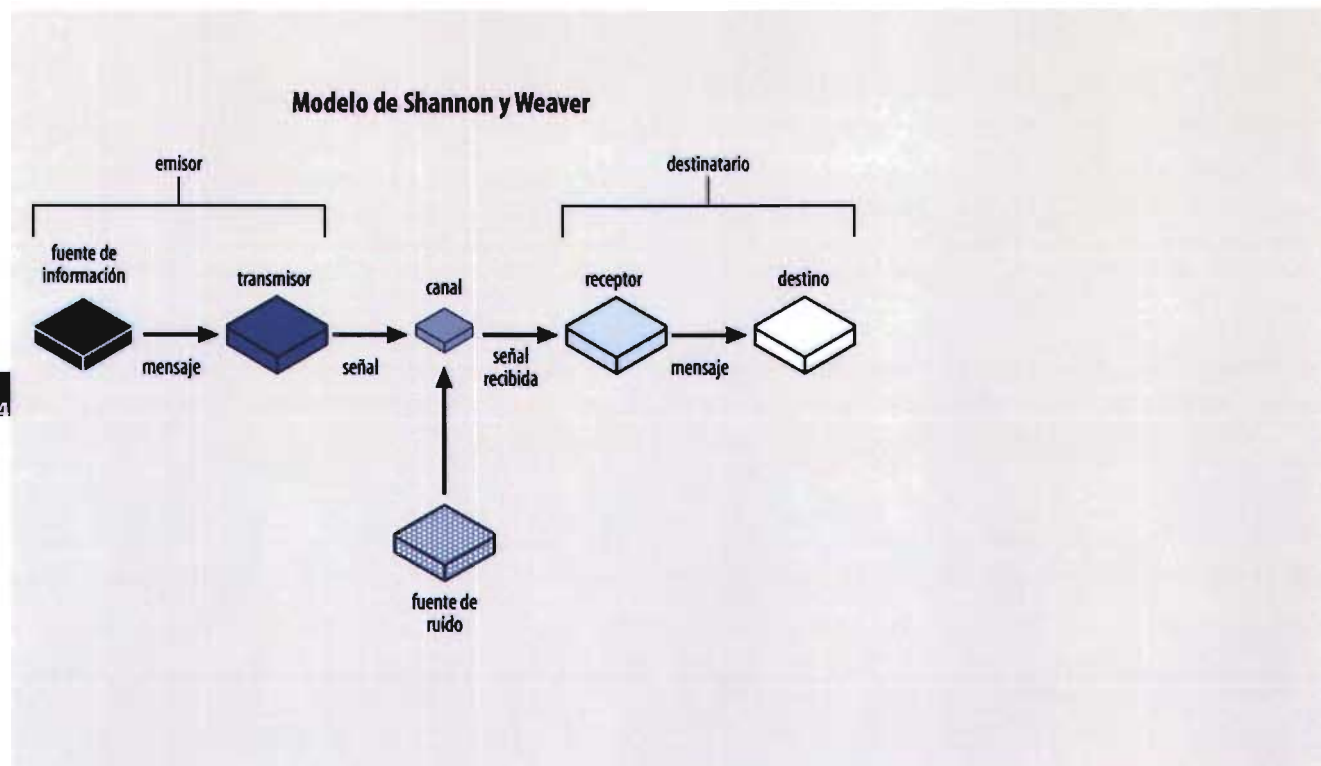 Modelo de Shannon y Weaver
emisor
destinatario
fuente de
información
transmisor
canal
receptor
destino
mensaje
señal
señal
recibida
mensaje
fuente de
ruido
4